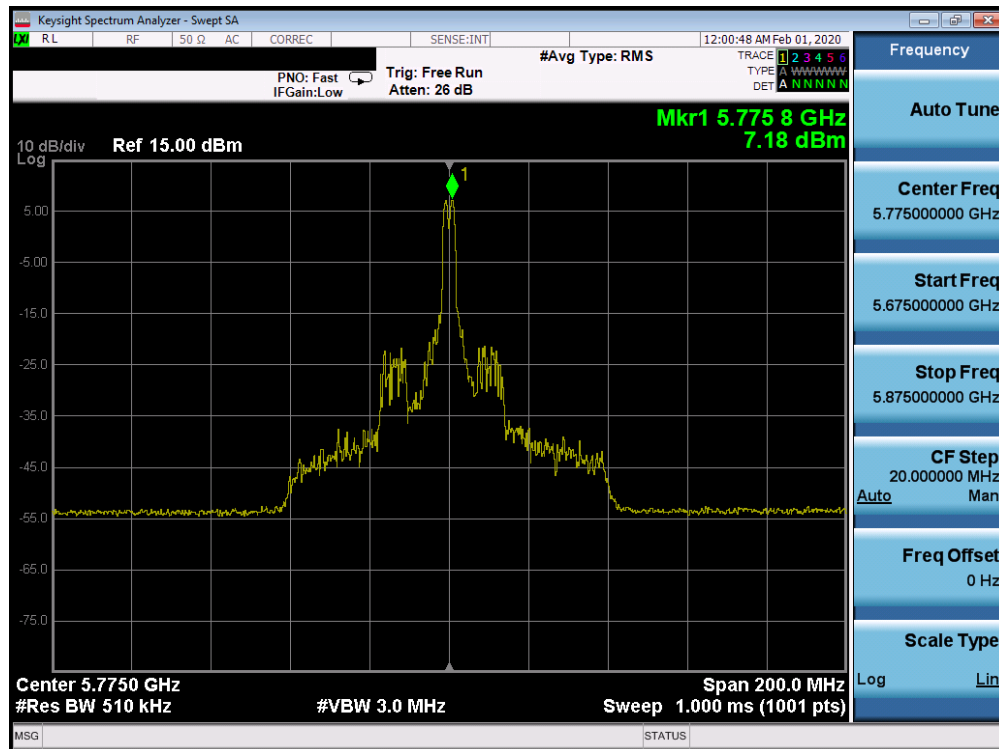 Keysight Spectrum Analyzer - Swept SA
LXI RL RF 50 Ω AC CORREC SENSE:INT 12:00:48 AM Feb 01, 2020
#Avg Type: RMS
PNO: Fast
IFGain:Low
Trig: Free Run
Atten: 26 dB
TRACE 1 2 3 4 5 6
TYPE A WWWWWW
DET A N N N N N
Mkr1 5.775 8 GHz
7.18 dBm
10 dB/div
Log
Ref 15.00 dBm
1
5.00
-5.00
-15.0
-25.0
-35.0
-45.0
-55.0
-65.0
-75.0
Center 5.7750 GHz
#Res BW 510 kHz
#VBW 3.0 MHz
Span 200.0 MHz
Sweep 1.000 ms (1001 pts)
MSG
STATUS
Frequency
Auto Tune
Center Freq
5.775000000 GHz
Start Freq
5.675000000 GHz
Stop Freq
5.875000000 GHz
CF Step
20.000000 MHz
Auto Man
Freq Offset
0 Hz
Scale Type
Log Lin